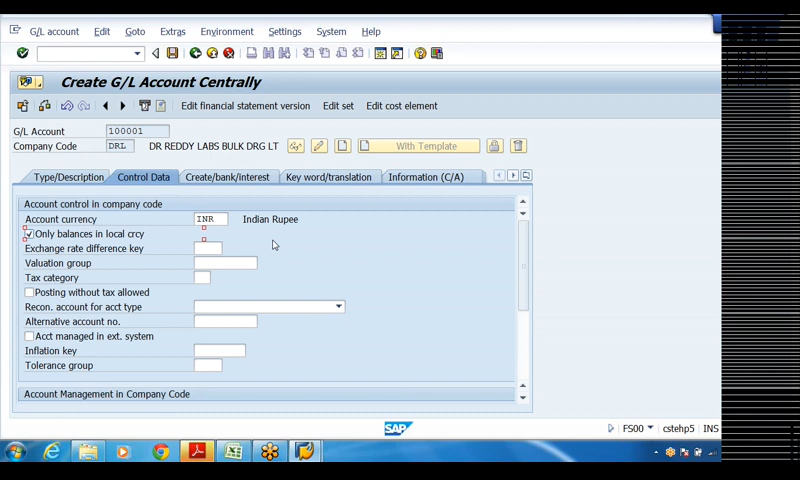 G/L account Edit Goto Extras Environment Settings System Help
Create G/L Account Centrally
Edit financial statement version Edit set Edit cost element
G/L Account 100001
Company Code DRL DR REDDY LABS BULK DRG LT With Template
Type/Description Control Data Create/bank/interest Key word/translation Information (C/A)
Account control in company code
Account currency INR Indian Rupee
Only balances in local crcy
Exchange rate difference key
Valuation group
Tax category
Posting without tax allowed
Recon. account for acct type
Alternative account no.
Acct managed in ext. system
Inflation key
Tolerance group
Account Management in Company Code
SAP FS00 cstehp5 INS